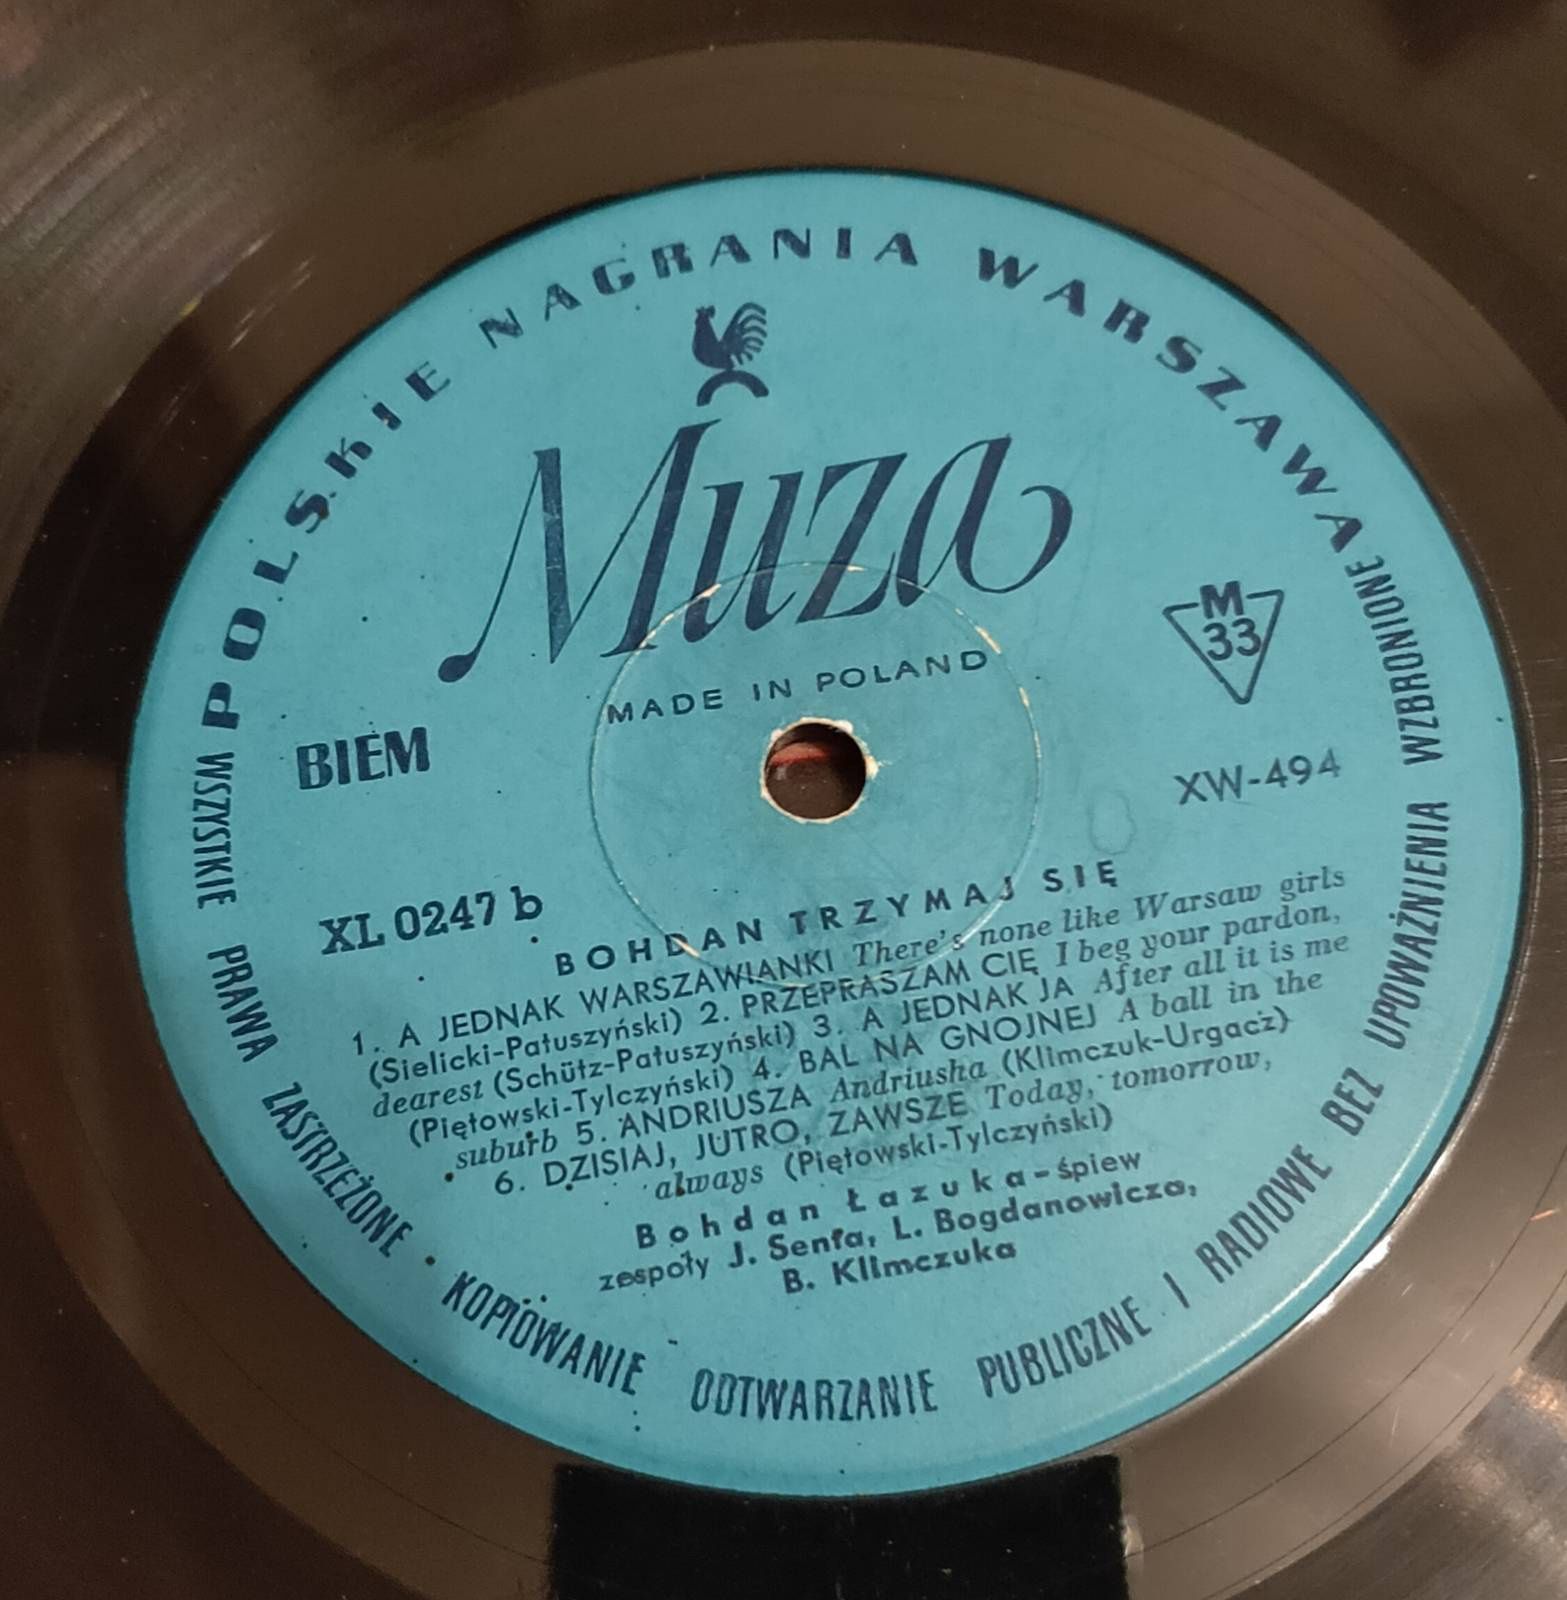 POLSKIE NAGRANIA WARSZAWA
Muza
MADE IN POLAND
M
33
BIEM
XW-494
XL 0247 b
BOHDAN TRZYMAJ SIĘ
1. A JEDNAK WARSZAWIANKI There's none like Warsaw girls
(Sielicki-Patuszyński) 2. PRZEPRASZAM CIĘ I beg your pardon,
dearest (Schütz-Patuszyński) 3. A JEDNAK JA After all it is me
(Piętowski-Tylczyński) 4. BAL NA GNOJNEJ A ball in the
suburb 5. ANDRIUSZA Andriusha (Klimczuk-Urgacz)
6. DZISIAJ, JUTRO, ZAWSZE Today, tomorrow,
always (Piętowski-Tylczyński)
Bohdan Łazuka-śpiew
zespoły J. Senta, L. Bogdanowicza,
B. Klimczuka
WSZYSTKIE PRAWA ZASTRZEŻONE • KOPIOWANIE ODTWARZANIE PUBLICZNE I RADIOWE BEZ UPOWAŻNIENIA WZBRONIONE